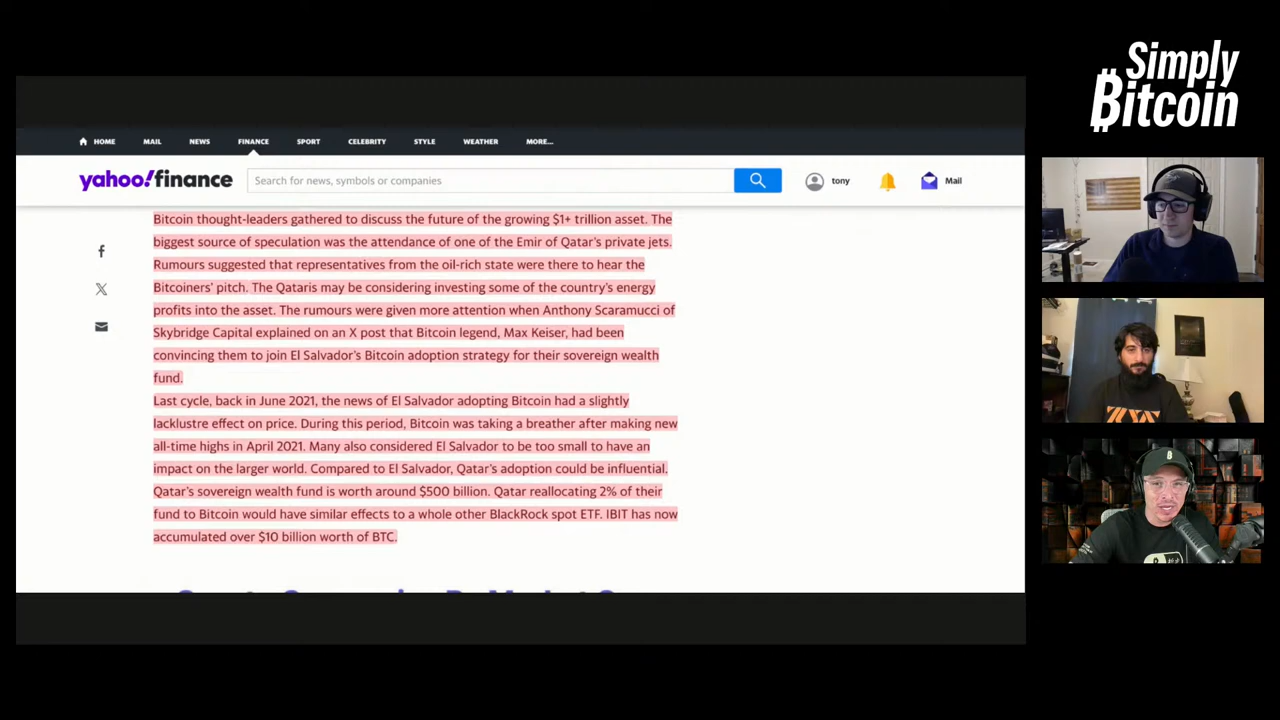 Simply
Bitcoin
HOME MAIL NEWS FINANCE SPORT CELEBRITY STYLE WEATHER MORE...
yahoo!finance
Search for news, symbols or companies
tony
Mail
Bitcoin thought-leaders gathered to discuss the future of the growing $1+ trillion asset. The
biggest source of speculation was the attendance of one of the Emir of Qatar's private jets.
Rumours suggested that representatives from the oil-rich state were there to hear the
Bitcoiners' pitch. The Qataris may be considering investing some of the country's energy
profits into the asset. The rumours were given more attention when Anthony Scaramucci of
Skybridge Capital explained on an X post that Bitcoin legend, Max Keiser, had been
convincing them to join El Salvador's Bitcoin adoption strategy for their sovereign wealth
fund.
Last cycle, back in June 2021, the news of El Salvador adopting Bitcoin had a slightly
lacklustre effect on price. During this period, Bitcoin was taking a breather after making new
all-time highs in April 2021. Many also considered El Salvador to be too small to have an
impact on the larger world. Compared to El Salvador, Qatar's adoption could be influential.
Qatar's sovereign wealth fund is worth around $500 billion. Qatar reallocating 2% of their
fund to Bitcoin would have similar effects to a whole other BlackRock spot ETF. IBIT has now
accumulated over $10 billion worth of BTC.